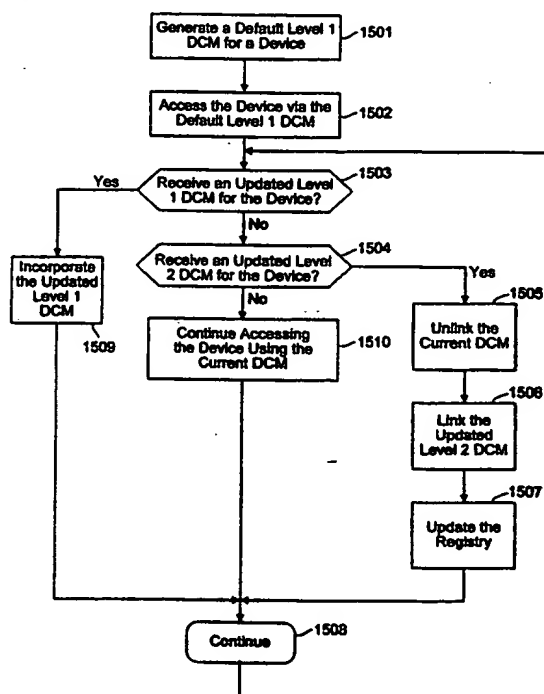 Generate a Default Level 1
DCM for a Device
1501
Access the Device via the
Default Level 1 DCM
1502
Yes
Receive an Updated Level
1 DCM for the Device?
1503
No
Receive an Updated Level
2 DCM for the Device?
1504
Yes
Incorporate
the Updated
Level 1
DCM
1509
No
Continue Accessing
the Device Using the
Current DCM
1510
Unlink the
Current DCM
1505
Link the
Updated
Level 2 DCM
1506
Update the
Registry
1507
Continue
1508